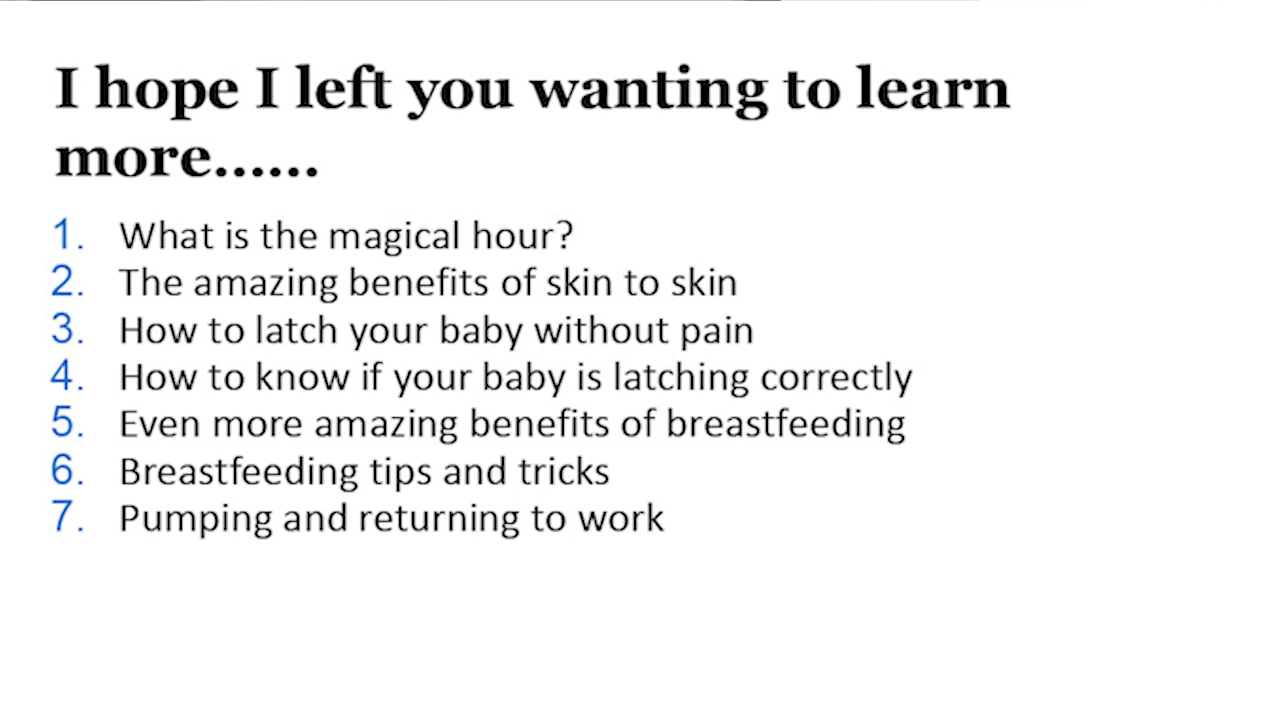 I hope I left you wanting to learn
more......
1. What is the magical hour?
2. The amazing benefits of skin to skin
3. How to latch your baby without pain
4. How to know if your baby is latching correctly
5. Even more amazing benefits of breastfeeding
6. Breastfeeding tips and tricks
7. Pumping and returning to work